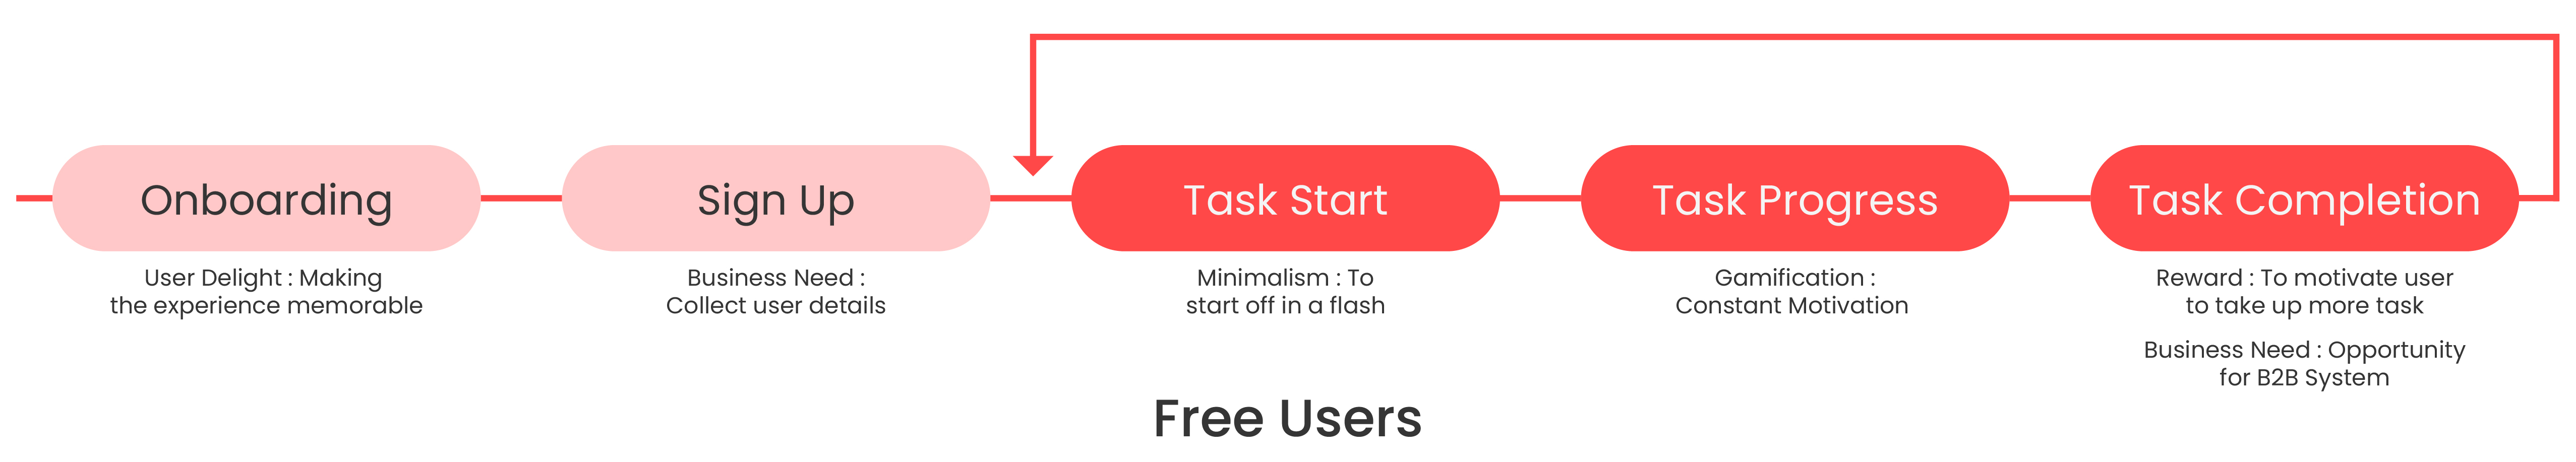 Onboarding
User Delight : Making
the experience memorable
Sign Up
Business Need :
Collect user details
Task Start
Minimalism : To
start off in a flash
Task Progress
Gamification :
Constant Motivation
Task Completion
Reward : To motivate user
to take up more task
Business Need : Opportunity
for B2B System
Free Users